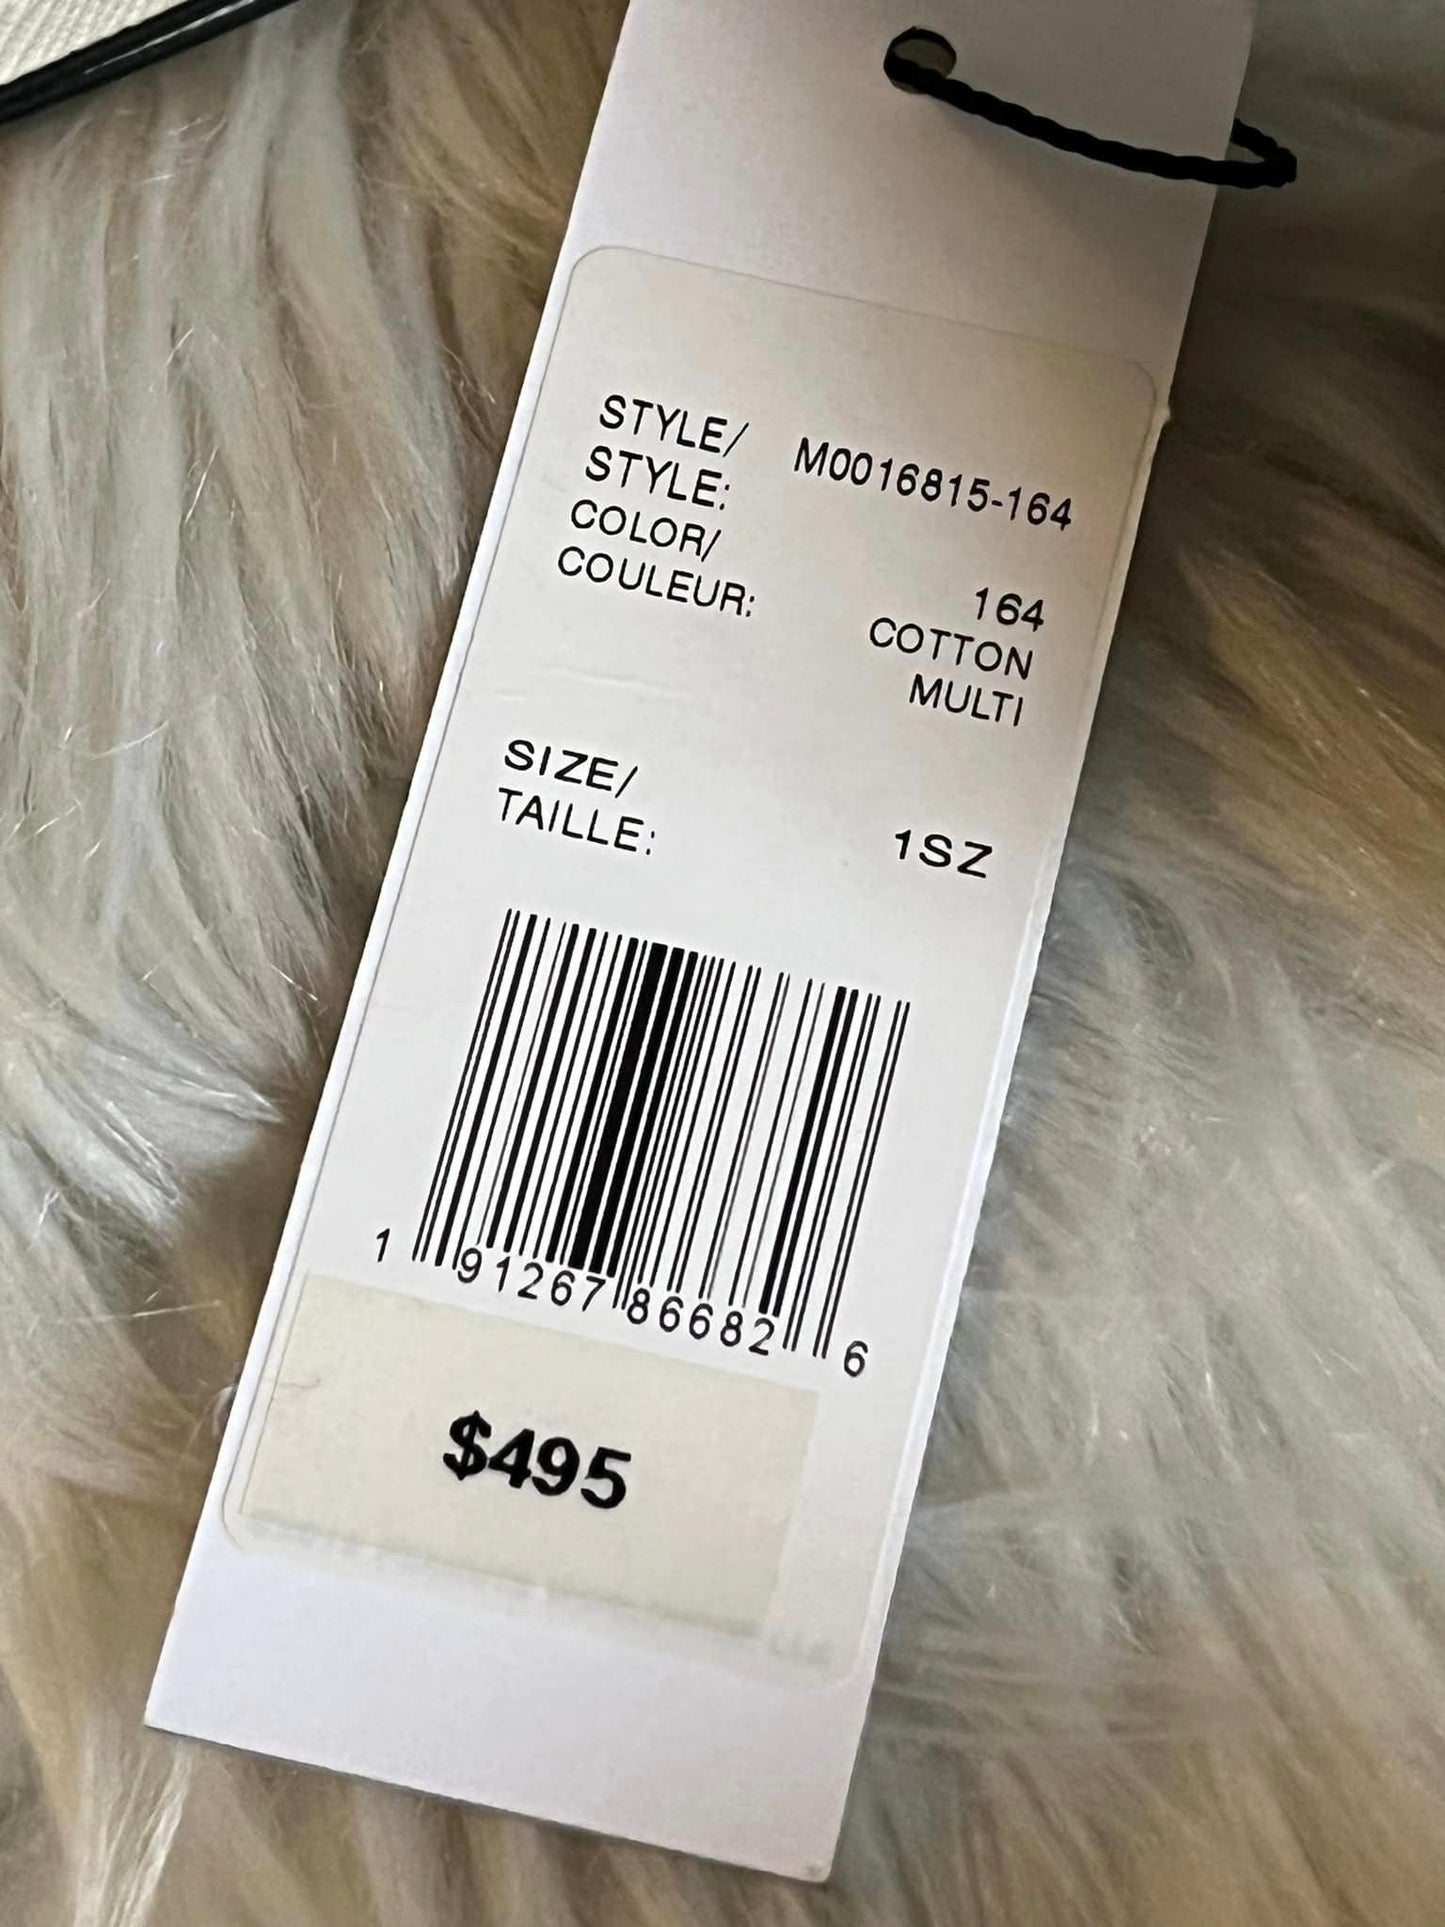 STYLE/
STYLE: M0016815-164
COLOR/
COULEUR: 164
COTTON
MULTI
SIZE/
TAILLE: 1SZ
1 91267 86682 6
$495